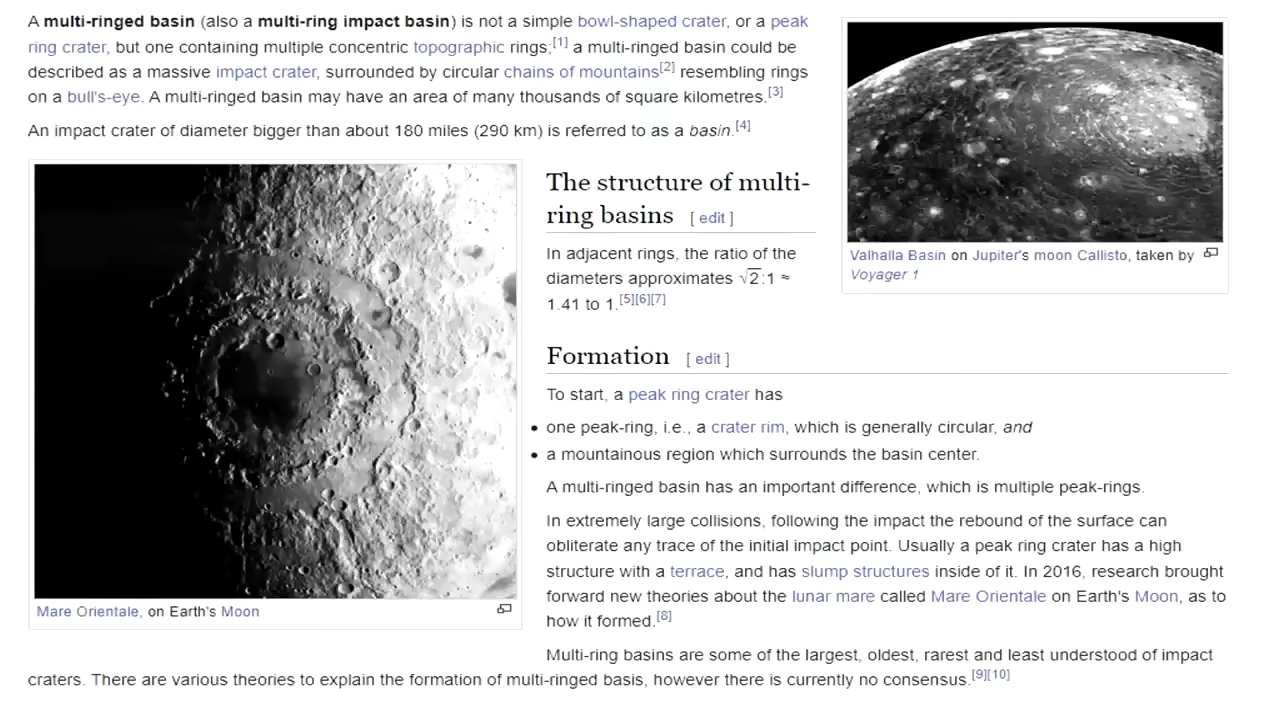 A multi-ringed basin (also a multi-ring impact basin) is not a simple bowl-shaped crater, or a peak
ring crater, but one containing multiple concentric topographic rings;[1] a multi-ringed basin could be
described as a massive impact crater, surrounded by circular chains of mountains[2] resembling rings
on a bull's-eye. A multi-ringed basin may have an area of many thousands of square kilometres.[3]
An impact crater of diameter bigger than about 180 miles (290 km) is referred to as a basin.[4]
Valhalla Basin on Jupiter's moon Callisto, taken by
Voyager 1
Mare Orientale, on Earth's Moon
The structure of multi-
ring basins [ edit ]
In adjacent rings, the ratio of the
diameters approximates √2:1 ≈
1.41 to 1.[5][6][7]
Formation [ edit ]
To start, a peak ring crater has
• one peak-ring, i.e., a crater rim, which is generally circular, and
• a mountainous region which surrounds the basin center.
A multi-ringed basin has an important difference, which is multiple peak-rings.
In extremely large collisions, following the impact the rebound of the surface can
obliterate any trace of the initial impact point. Usually a peak ring crater has a high
structure with a terrace, and has slump structures inside of it. In 2016, research brought
forward new theories about the lunar mare called Mare Orientale on Earth's Moon, as to
how it formed.[8]
Multi-ring basins are some of the largest, oldest, rarest and least understood of impact
craters. There are various theories to explain the formation of multi-ringed basis, however there is currently no consensus.[9][10]